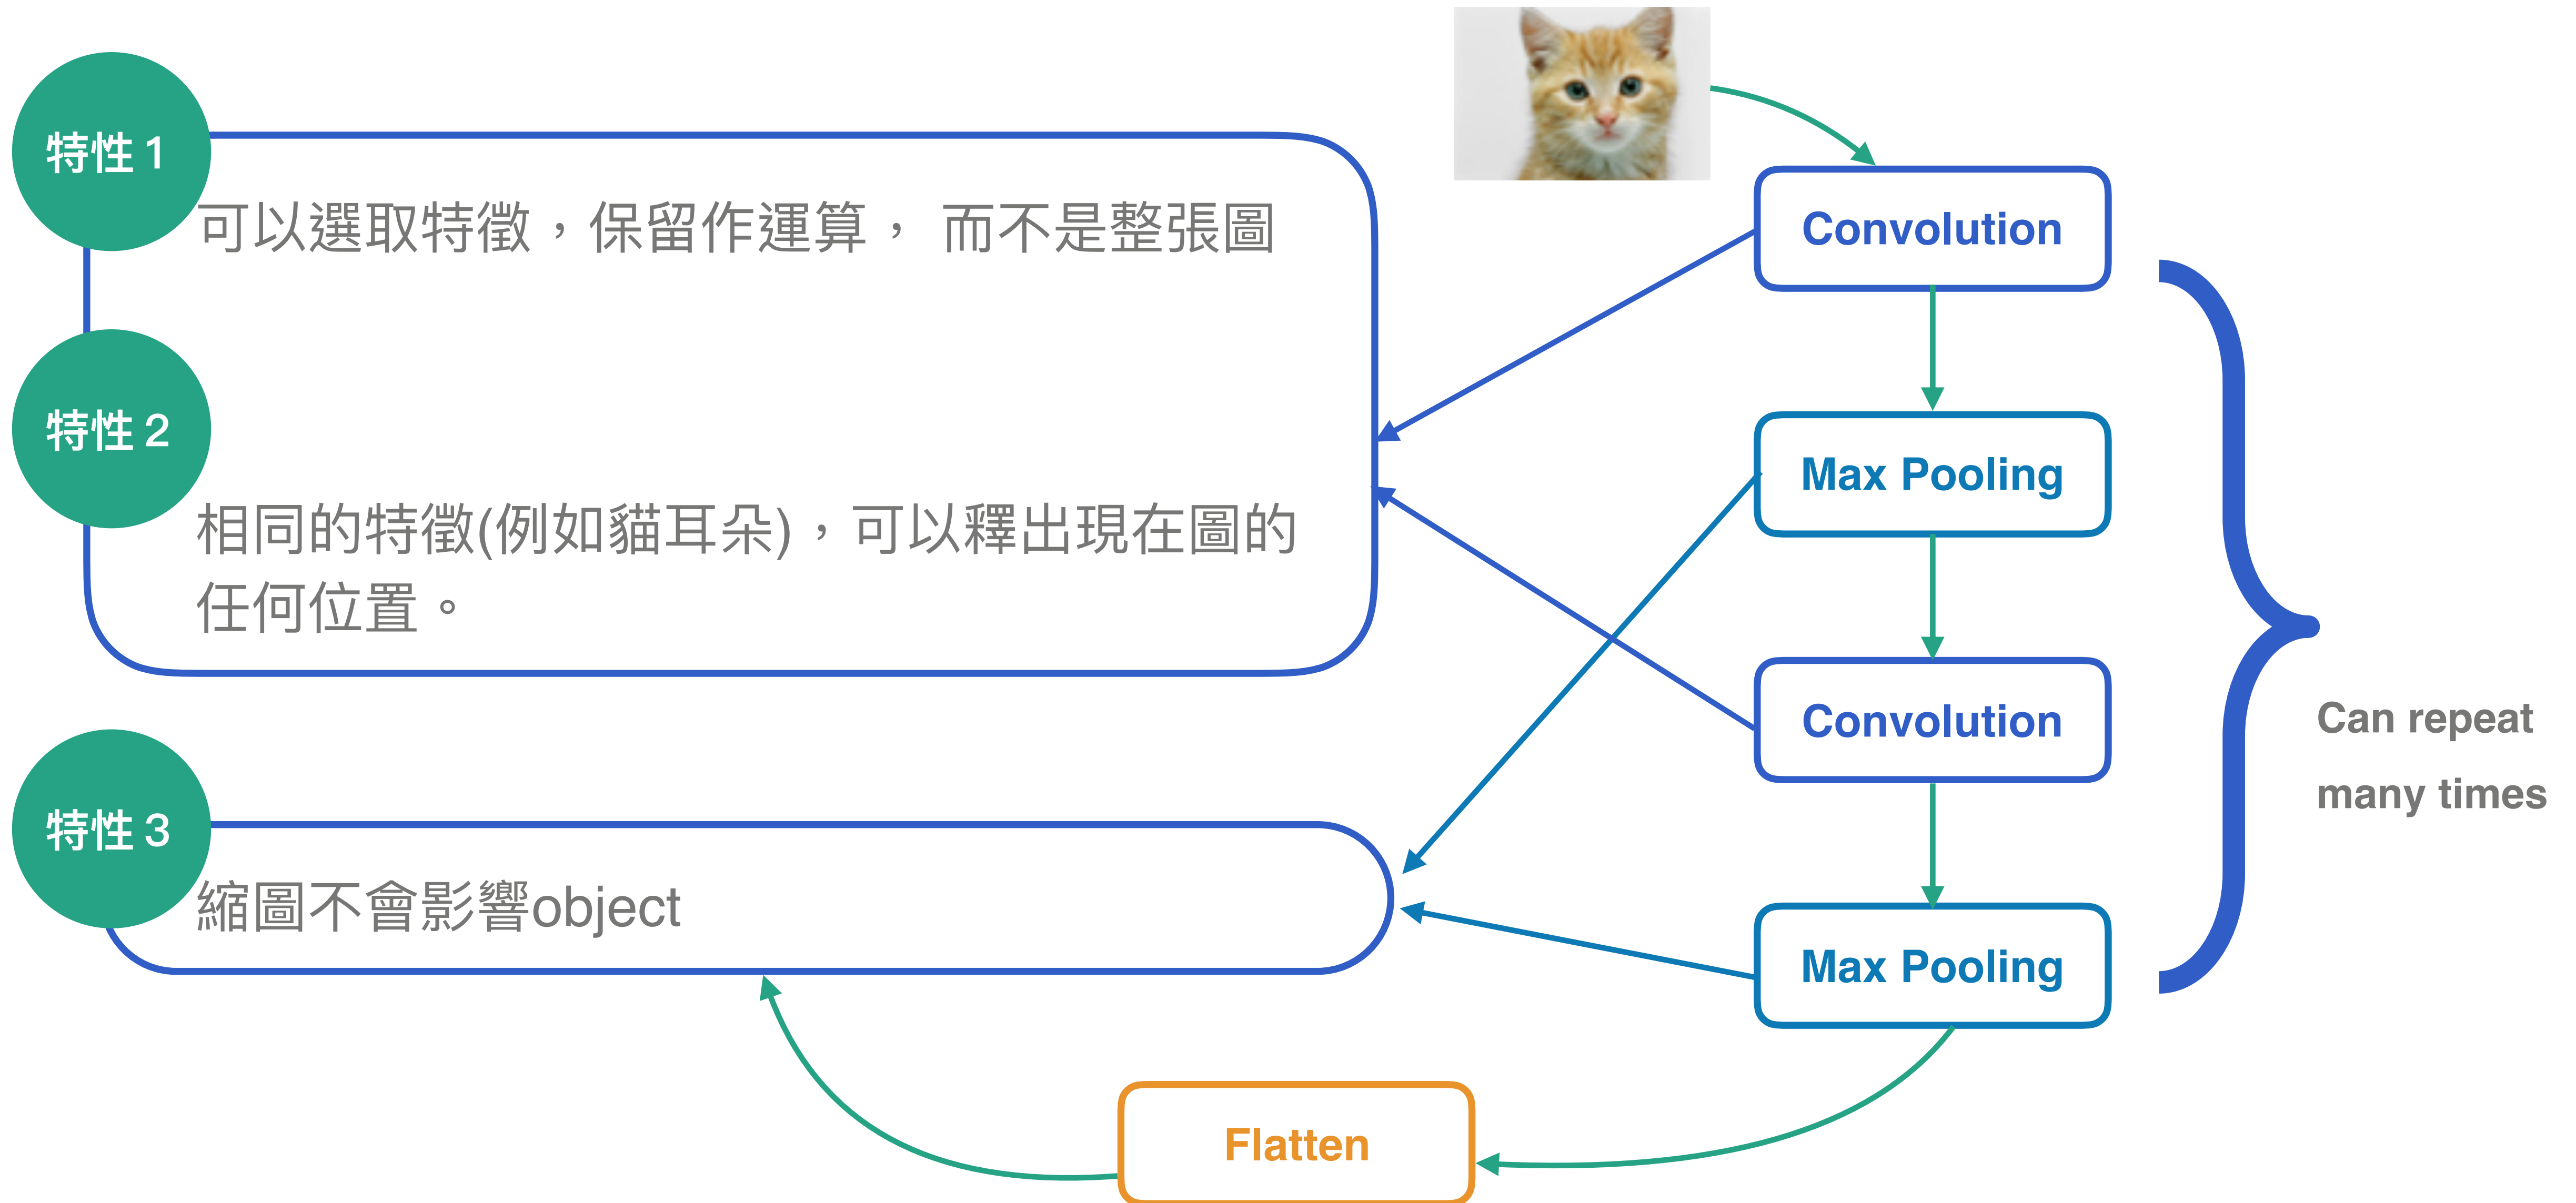 特性 1
可以選取特徵，保留作運算， 而不是整張圖
特性 2
相同的特徵(例如貓耳朵)，可以釋出現在圖的
任何位置。
特性 3
縮圖不會影響object
Convolution
Max Pooling
Convolution
Max Pooling
Can repeat
many times
Flatten